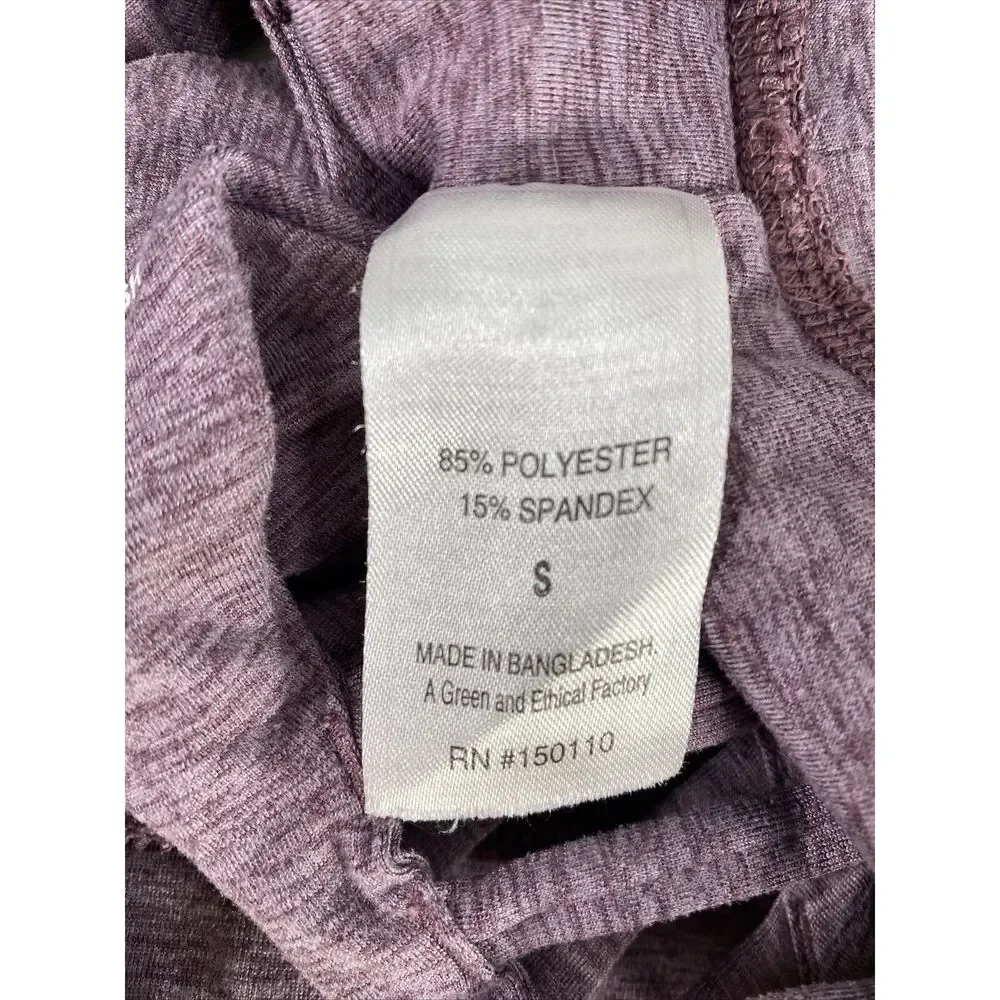 85% POLYESTER
15% SPANDEX
S
MADE IN BANGLADESH
A Green and Ethical Factory
RN #150110